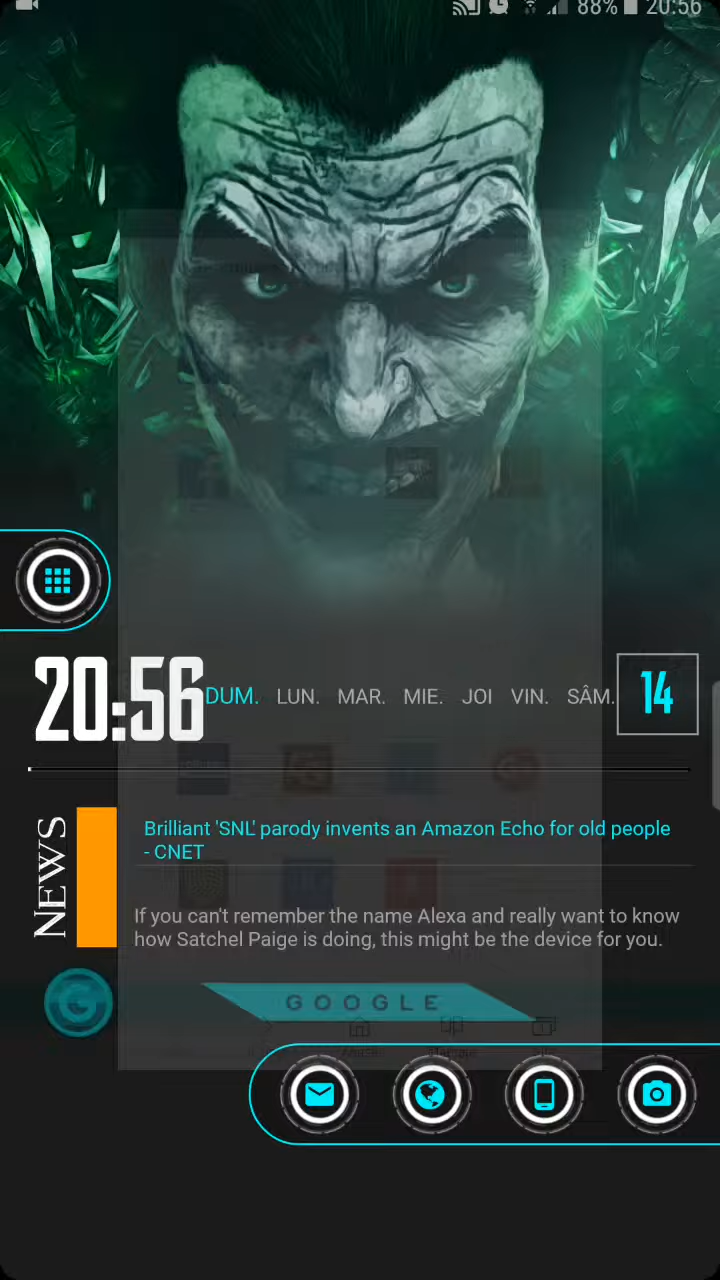 88% 20:56
20:56 DUM. LUN. MAR. MIE. JOI VIN. SÂM. 14
NEWS
Brilliant 'SNL' parody invents an Amazon Echo for old people
- CNET
If you can't remember the name Alexa and really want to know
how Satchel Paige is doing, this might be the device for you.
G GOOGLE